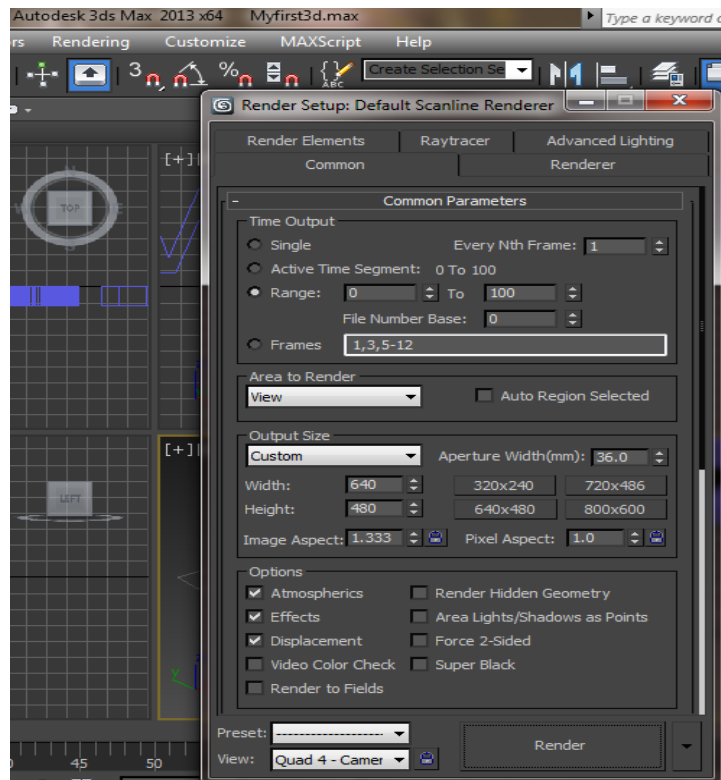 Autodesk 3ds Max 2013 x64 Myfirst3d.max Type a keyword
Rendering Customize MAXScript Help
3 % ABC Create Selection Se
Render Setup: Default Scanline Renderer
Render Elements Raytracer Advanced Lighting
Common Renderer
- Common Parameters
Time Output
Single Every Nth Frame: 1
Active Time Segment: 0 To 100
Range: 0 To 100
File Number Base: 0
Frames 1,3,5-12
Area to Render
View Auto Region Selected
Output Size
Custom Aperture Width(mm): 36.0
Width: 640 320x240 720x486
Height: 480 640x480 800x600
Image Aspect: 1.333 Pixel Aspect: 1.0
Options
Atmospherics Render Hidden Geometry
Effects Area Lights/Shadows as Points
Displacement Force 2-Sided
Video Color Check Super Black
Render to Fields
Preset: --------------------
View: Quad 4 - Camer Render
TOP
[+]
LEFT
[+]
y
45 50